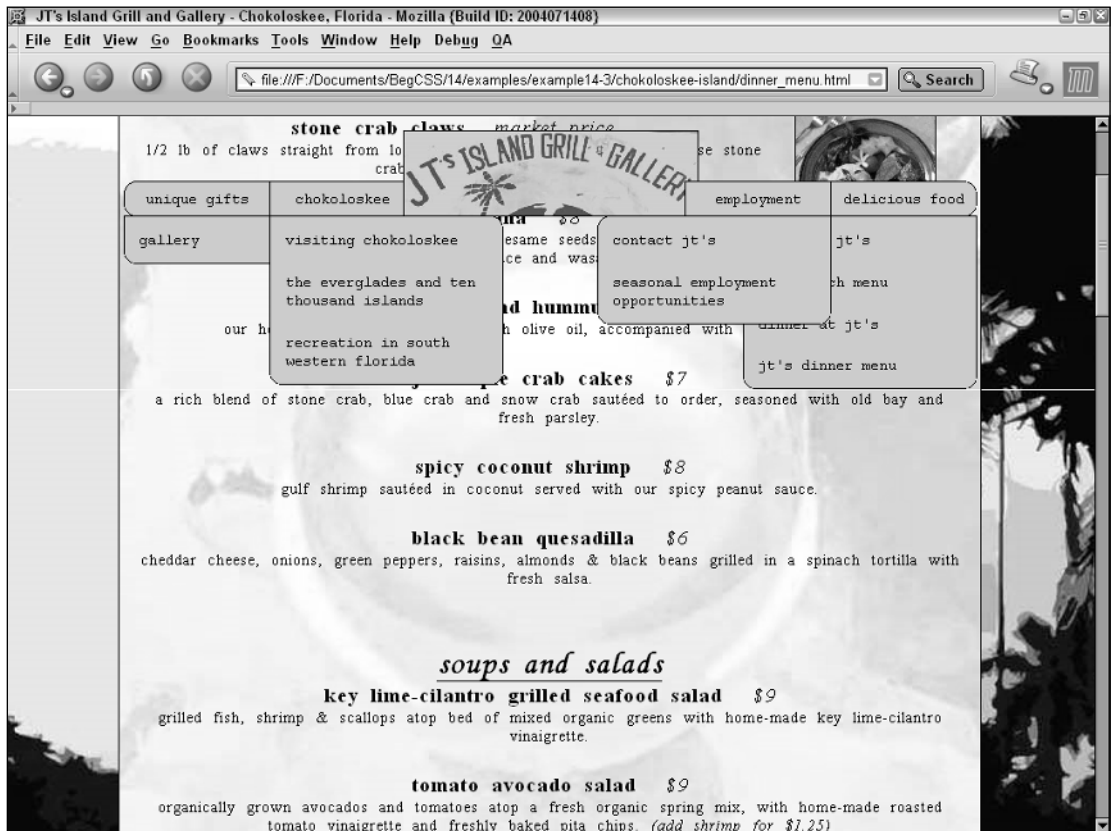 JT's Island Grill and Gallery - Chokoloskee, Florida - Mozilla {Build ID: 2004071408}
File Edit View Go Bookmarks Tools Window Help Debug QA
file:///F:/Documents/BegCSS/14/examples/example14-3/chokoloskee-island/dinner_menu.html Search
stone crab claws market price
1/2 lb of claws straight from lo
se stone
crab
JT'S ISLAND GRILL & GALLERY
unique gifts chokoloskee employment delicious food
na $8
gallery visiting chokoloskee esame seeds contact jt's jt's
ce and was
the everglades and ten thousand islands
seasonal employment opportunities
ch menu
nd hummu
our h
h olive oil, accompanied with
dinner at jt's
recreation in south western florida
jt's dinner menu
e crab cakes $7
a rich blend of stone crab, blue crab and snow crab sautéed to order, seasoned with old bay and
fresh parsley.
spicy coconut shrimp $8
gulf shrimp sautéed in coconut served with our spicy peanut sauce.
black bean quesadilla $6
cheddar cheese, onions, green peppers, raisins, almonds & black beans grilled in a spinach tortilla with
fresh salsa.
soups and salads
key lime-cilantro grilled seafood salad $9
grilled fish, shrimp & scallops atop bed of mixed organic greens with home-made key lime-cilantro
vinaigrette.
tomato avocado salad $9
organically grown avocados and tomatoes atop a fresh organic spring mix, with home-made roasted
tomato vinaigrette and freshly baked pita chips. (add shrimp for $1.25)